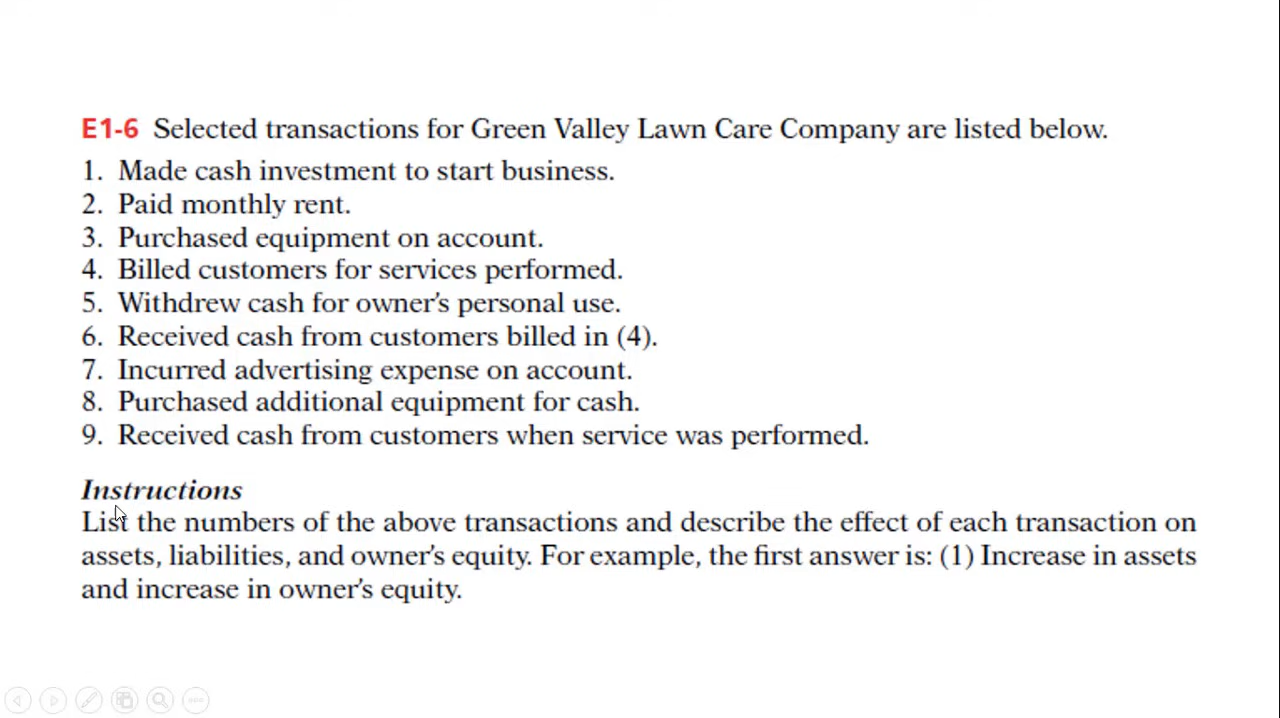 E1-6 Selected transactions for Green Valley Lawn Care Company are listed below.
1. Made cash investment to start business.
2. Paid monthly rent.
3. Purchased equipment on account.
4. Billed customers for services performed.
5. Withdrew cash for owner's personal use.
6. Received cash from customers billed in (4).
7. Incurred advertising expense on account.
8. Purchased additional equipment for cash.
9. Received cash from customers when service was performed.
Instructions
List the numbers of the above transactions and describe the effect of each transaction on
assets, liabilities, and owner's equity. For example, the first answer is: (1) Increase in assets
and increase in owner's equity.